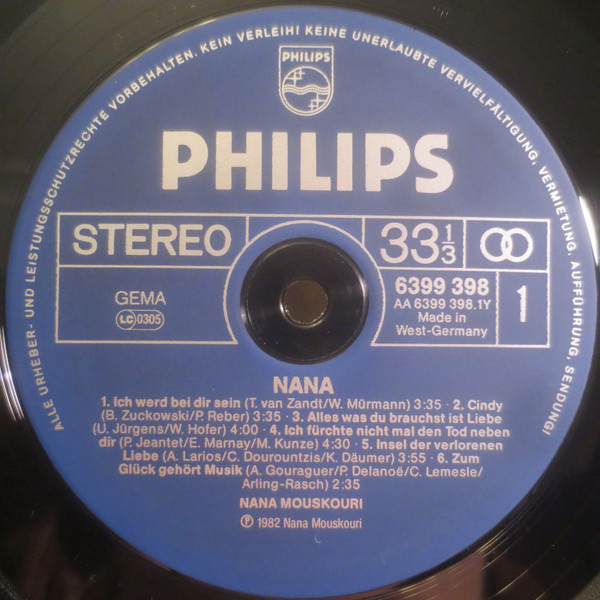 ALLE URHEBER- UND LEISTUNGSSCHUTZRECHTE VORBEHALTEN. KEIN VERLEIH! KEINE UNERLAUBTE VERVIELFÄLTIGUNG, VERMIETUNG, AUFFÜHRUNG, SENDUNG!
PHILIPS
PHILIPS
STEREO
33 1/3
GEMA
LC 0305
6399 398
AA 6399 398.1Y
Made in
West-Germany
1
NANA
1. Ich werd bei dir sein (T. van Zandt/W. Mürmann) 3:35 · 2. Cindy
(B. Zuckowski/P. Reber) 3:35 · 3. Alles was du brauchst ist Liebe
(U. Jürgens/W. Hofer) 4:00 · 4. Ich fürchte nicht mal den Tod neben
dir (P. Jeantet/E. Marnay/M. Kunze) 4:30 · 5. Insel der verlorenen
Liebe (A. Larios/C. Dourountzis/K. Däumer) 3:55 · 6. Zum
Glück gehört Musik (A. Gouraguer/P. Delanoë/C. Lemesle/
Arling-Rasch) 2:35
NANA MOUSKOURI
Ⓟ 1982 Nana Mouskouri